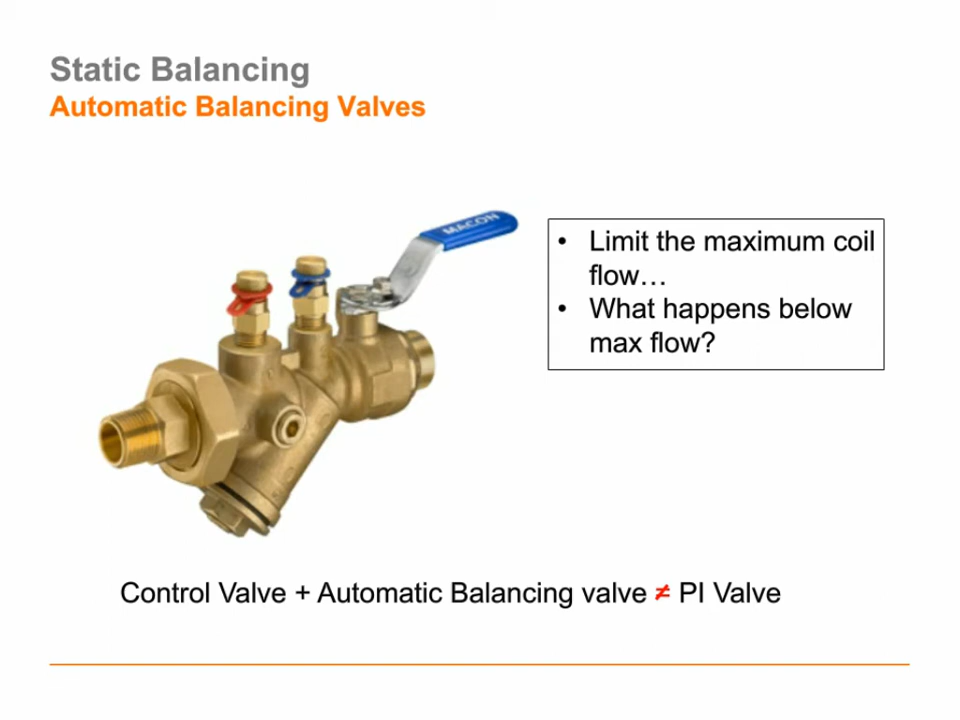 Static Balancing
Automatic Balancing Valves
MACON
• Limit the maximum coil
flow…
• What happens below
max flow?
Control Valve + Automatic Balancing valve ≠ PI Valve